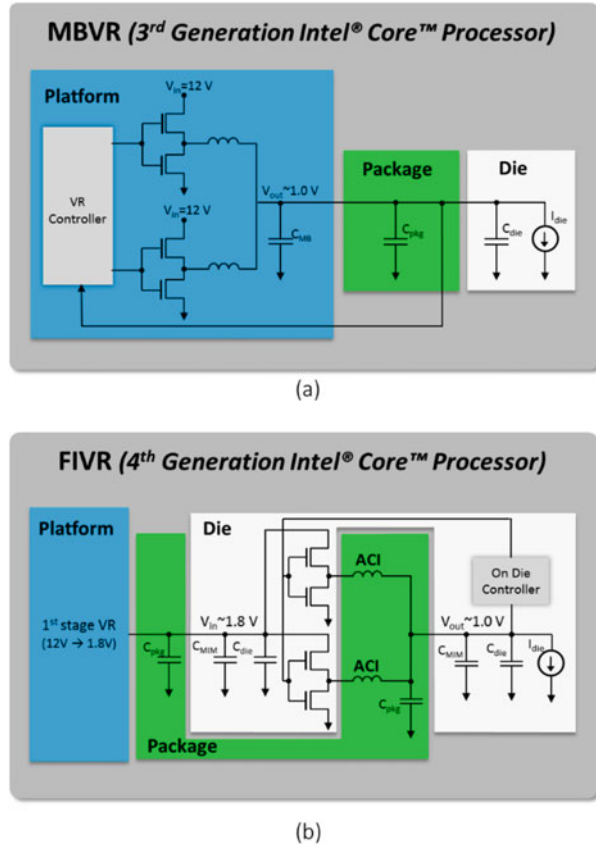 MBVR (3rd Generation Intel® Core™ Processor)
Platform
Vin=12 V
VR
Controller
Vin=12 V
Vout~1.0 V
CMB
Package
Cpkg
Die
Cdie
Idie
(a)
FIVR (4th Generation Intel® Core™ Processor)
Platform
1st stage VR
(12V → 1.8V)
Cpkg
Package
Die
Vin~1.8 V
CMIM
Cdie
ACI
ACI
Cpkg
On Die
Controller
Vout~1.0 V
CMIM
Cdie
Idie
(b)